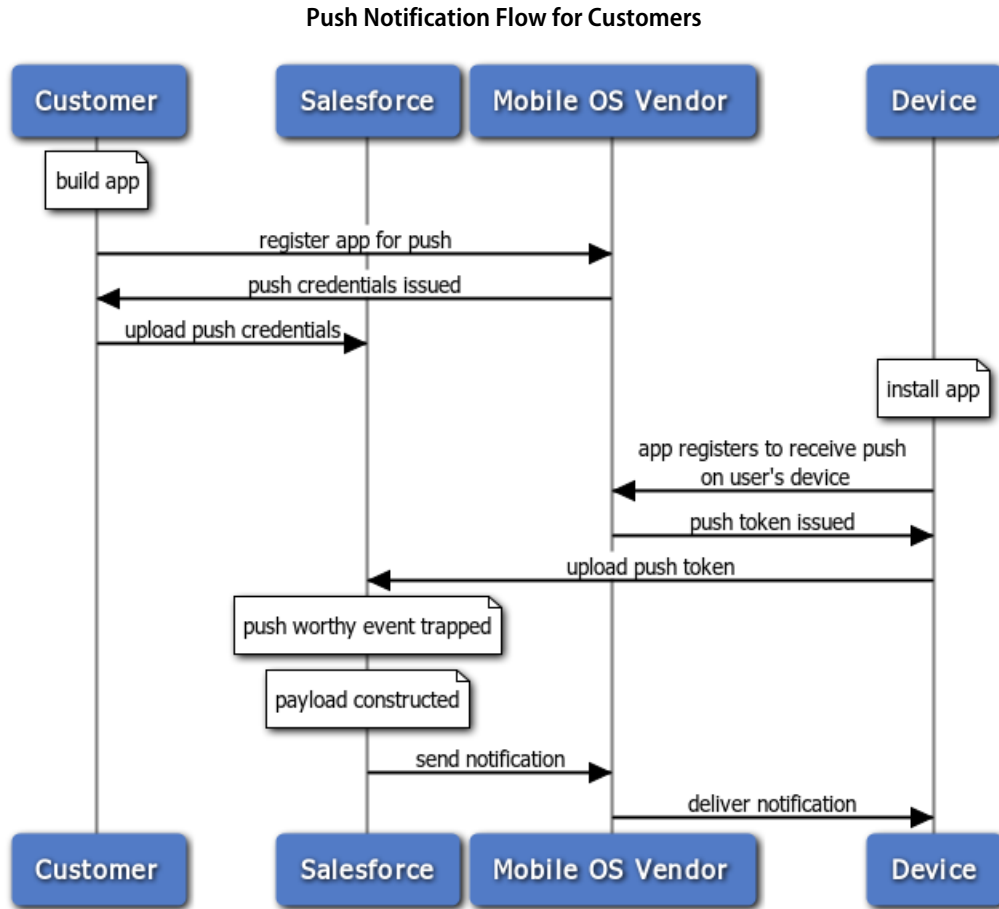 Push Notification Flow for Customers
Customer
Salesforce
Mobile OS Vendor
Device
build app
register app for push
push credentials issued
upload push credentials
install app
app registers to receive push
on user's device
push token issued
upload push token
push worthy event trapped
payload constructed
send notification
deliver notification
Customer
Salesforce
Mobile OS Vendor
Device